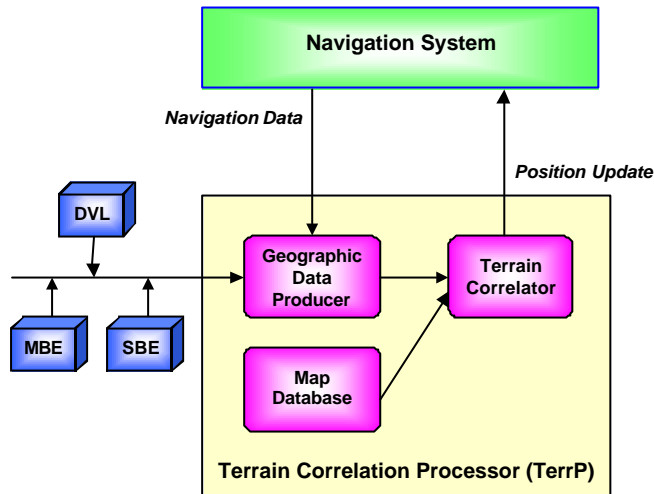 Navigation System
Navigation Data
Position Update
DVL
Geographic
Data
Producer
Terrain
Correlator
MBE
SBE
Map
Database
Terrain Correlation Processor (TerrP)